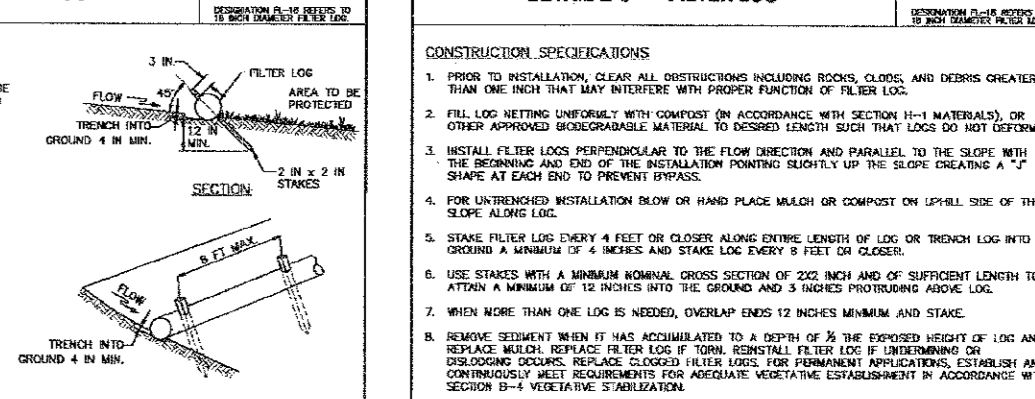 DESIGNATION FL-18 REFERS TO
18 INCH DIAMETER FILTER LOG.
3 IN.
FILTER LOG
45°
AREA TO BE
PROTECTED
FLOW
TRENCH INTO
GROUND 4 IN MIN.
12 IN
MIN.
2 IN x 2 IN
STAKES
SECTION
8 FT MAX.
FLOW
TRENCH INTO
GROUND 4 IN MIN.
DESIGNATION FL-18 REFERS
18 INCH DIAMETER FILTER
CONSTRUCTION SPECIFICATIONS
1. PRIOR TO INSTALLATION, CLEAR ALL OBSTRUCTIONS INCLUDING ROCKS, CLODS, AND DEBRIS GREATER
THAN ONE INCH THAT MAY INTERFERE WITH PROPER FUNCTION OF FILTER LOG.
2. FILL LOG NETTING UNIFORMLY WITH COMPOST (IN ACCORDANCE WITH SECTION H-1 MATERIALS), OR
OTHER APPROVED BIODEGRADABLE MATERIAL TO DESIRED LENGTH SUCH THAT LOGS DO NOT DEFORM
3. INSTALL FILTER LOGS PERPENDICULAR TO THE FLOW DIRECTION AND PARALLEL TO THE SLOPE WITH
THE BEGINNING AND END OF THE INSTALLATION POINTING SLIGHTLY UP THE SLOPE CREATING A "J"
SHAPE AT EACH END TO PREVENT BYPASS.
4. FOR UNTRENCHED INSTALLATION BLOW OR HAND PLACE MULCH OR COMPOST ON UPHILL SIDE OF TH
SLOPE ALONG LOG.
5. STAKE FILTER LOG EVERY 4 FEET OR CLOSER ALONG ENTIRE LENGTH OF LOG OR TRENCH LOG INTO
GROUND A MINIMUM OF 4 INCHES AND STAKE LOG EVERY 8 FEET OR CLOSER.
6. USE STAKES WITH A MINIMUM NOMINAL CROSS SECTION OF 2X2 INCH AND OF SUFFICIENT LENGTH TO
ATTAIN A MINIMUM OF 12 INCHES INTO THE GROUND AND 3 INCHES PROTRUDING ABOVE LOG.
7. WHEN MORE THAN ONE LOG IS NEEDED, OVERLAP ENDS 12 INCHES MINIMUM AND STAKE.
8. REMOVE SEDIMENT WHEN IT HAS ACCUMULATED TO A DEPTH OF ½ THE EXPOSED HEIGHT OF LOG AN
REPLACE MULCH. REPLACE FILTER LOG IF TORN. REINSTALL FILTER LOG IF UNDERMINING OR
DISLODGING OCCURS. REPLACE CLOGGED FILTER LOGS. FOR PERMANENT APPLICATIONS, ESTABLISH AN
CONTINUOUSLY MEET REQUIREMENTS FOR ADEQUATE VEGETATIVE ESTABLISHMENT IN ACCORDANCE WI
SECTION B-4 VEGETATIVE STABILIZATION.